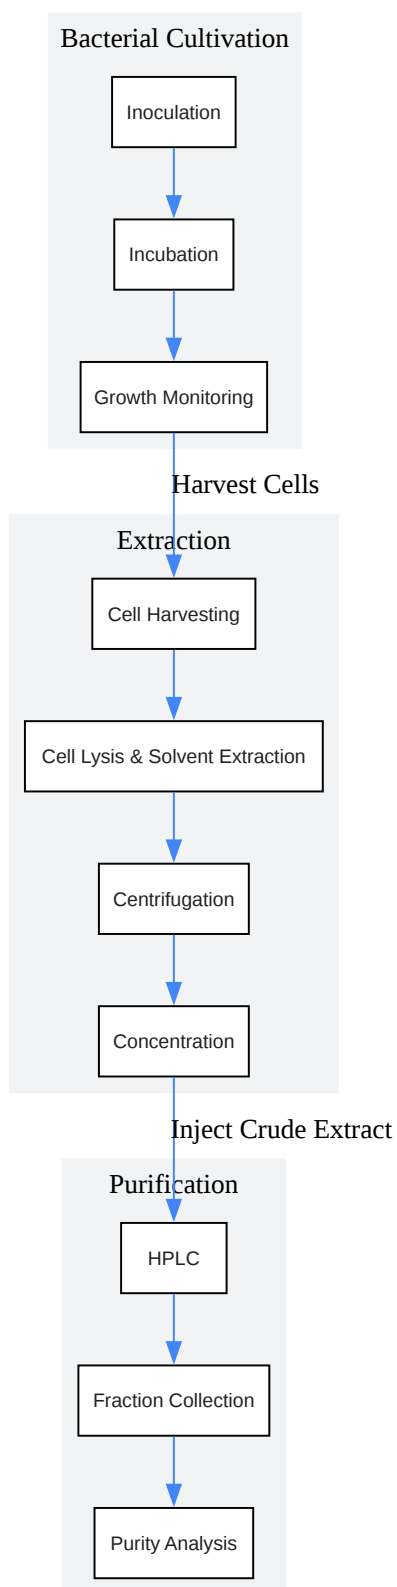 Bacterial Cultivation
Inoculation
Incubation
Growth Monitoring
Harvest Cells
Extraction
Cell Harvesting
Cell Lysis & Solvent Extraction
Centrifugation
Concentration
Inject Crude Extract
Purification
HPLC
Fraction Collection
Purity Analysis